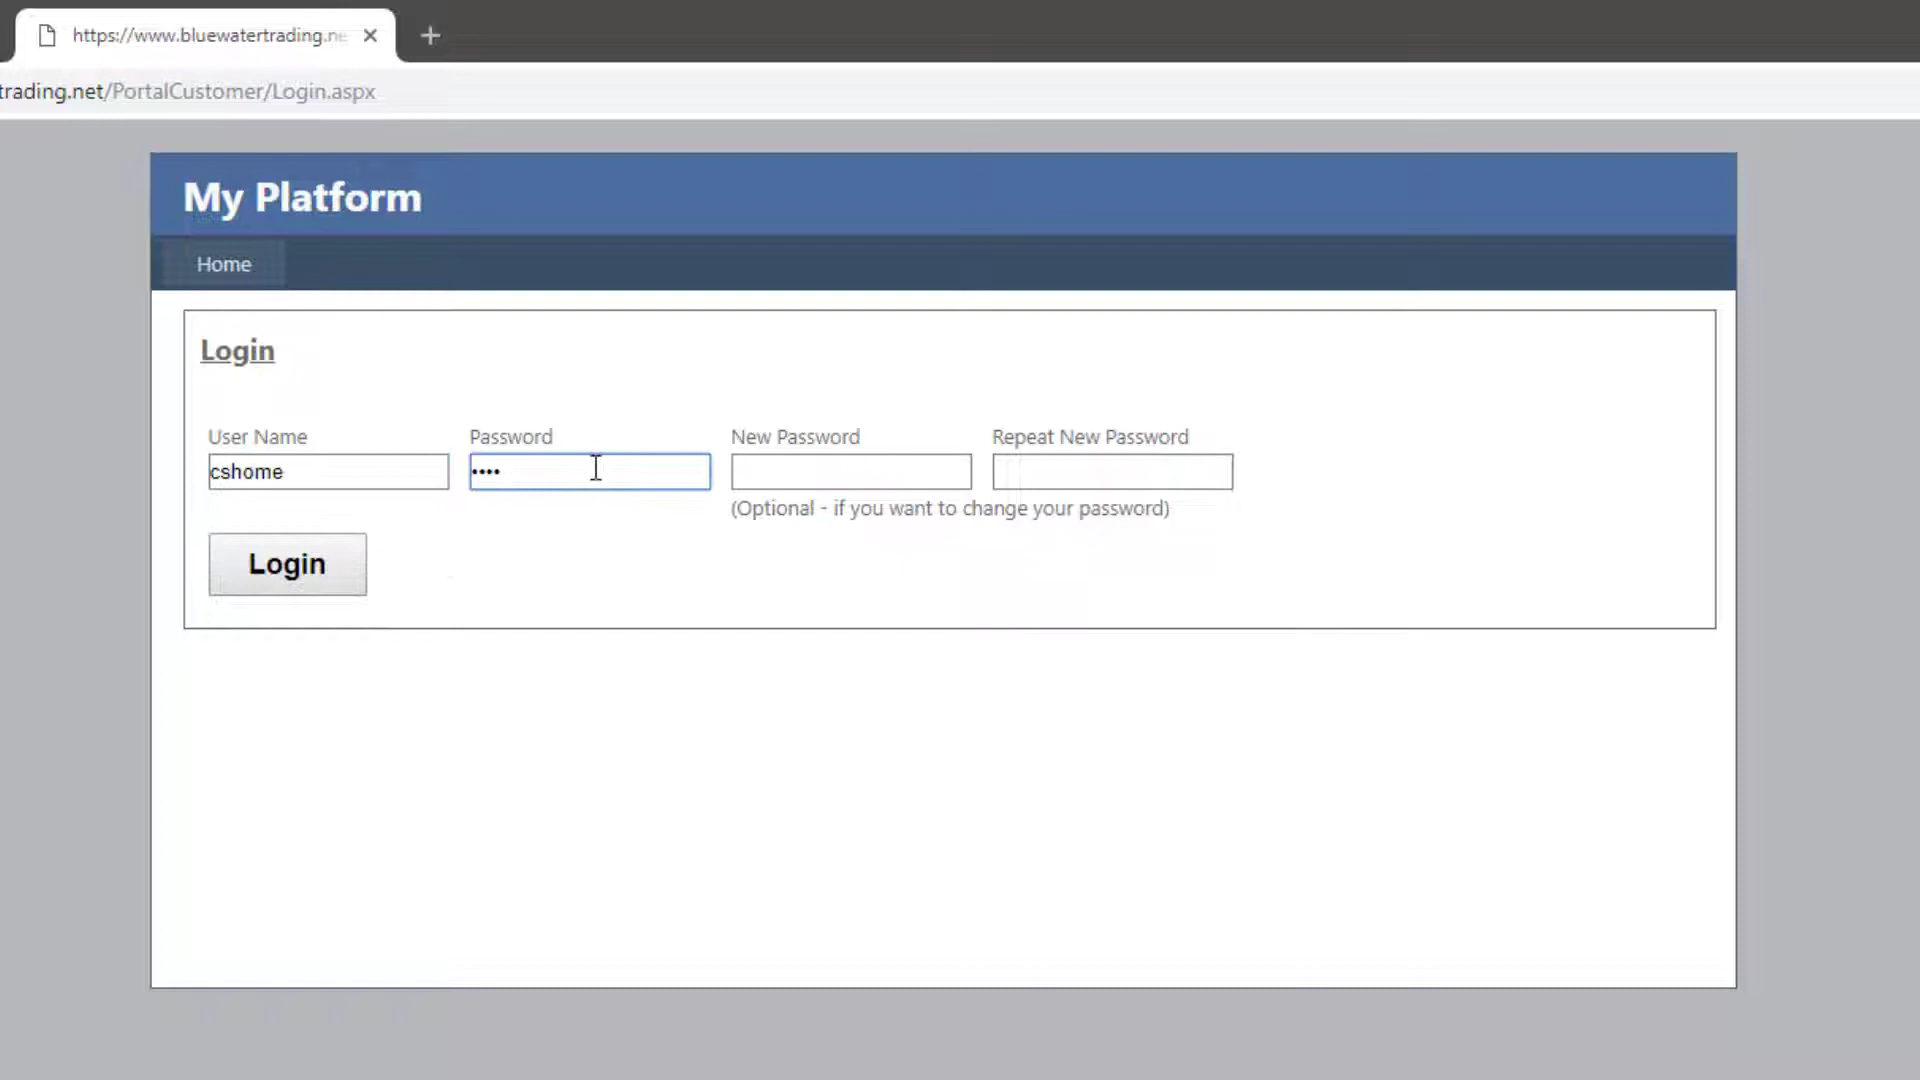 https://www.bluewatertrading.ne
trading.net/PortalCustomer/Login.aspx
My Platform
Home
Login
User Name
Password
New Password
Repeat New Password
cshome
••••
(Optional - if you want to change your password)
Login